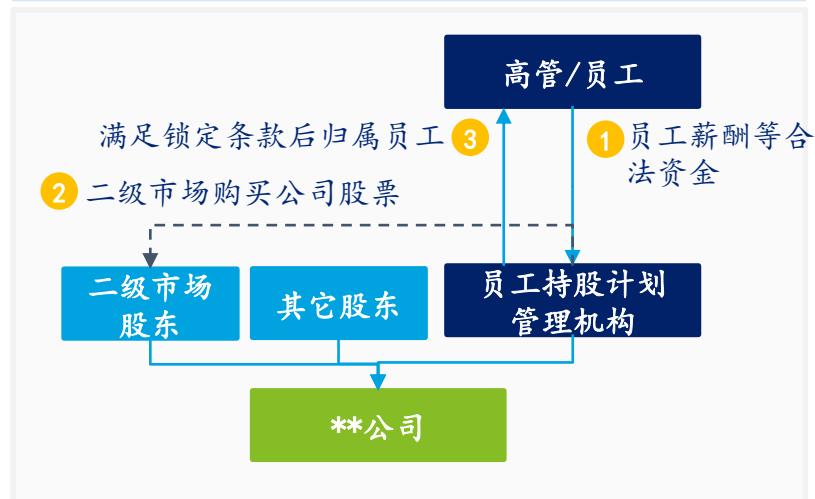 高管/员工
满足锁定条款后归属员工 3
1 员工薪酬等合
法资金
2 二级市场购买公司股票
二级市场
股东
其它股东
员工持股计划
管理机构
**公司